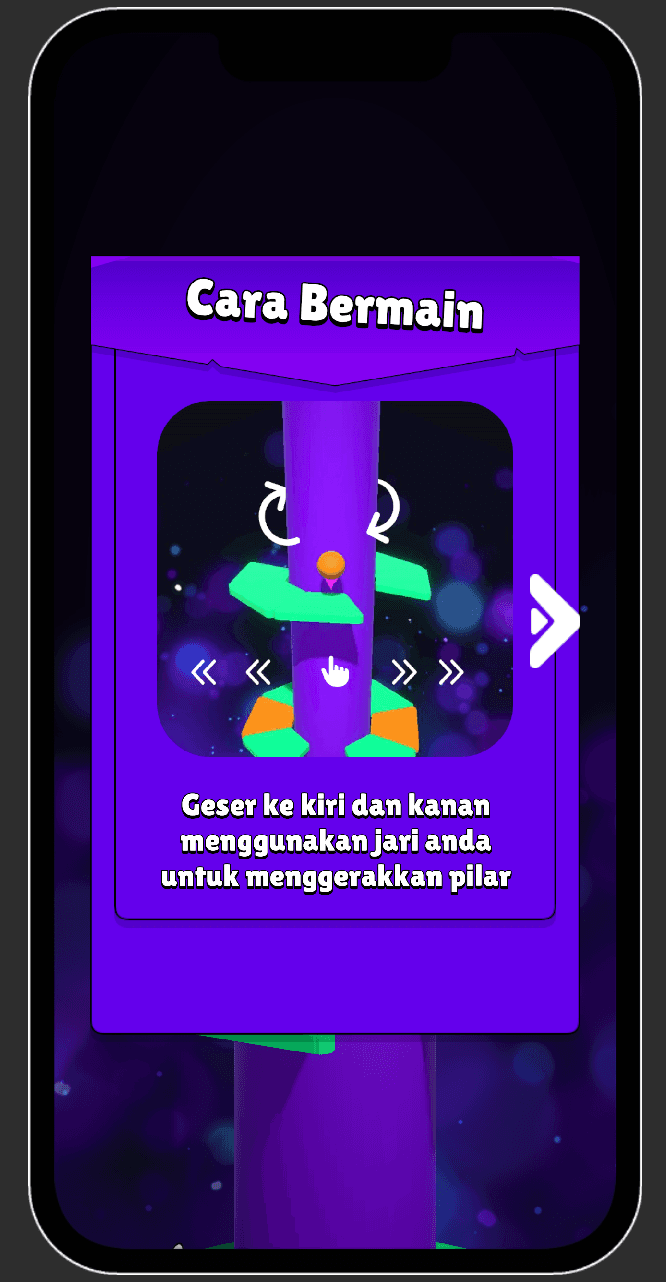 Cara Bermain
Geser ke kiri dan kanan
menggunakan jari anda
untuk menggerakkan pilar